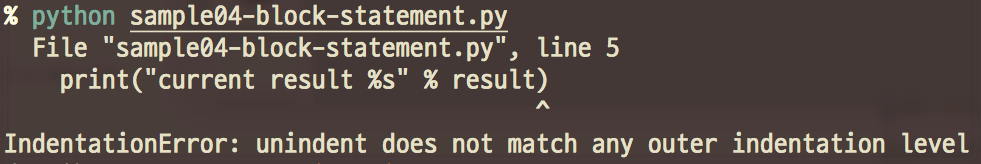 % python sample04-block-statement.py
File "sample04-block-statement.py", line 5
print("current result %s" % result)
^
IndentationError: unindent does not match any outer indentation level